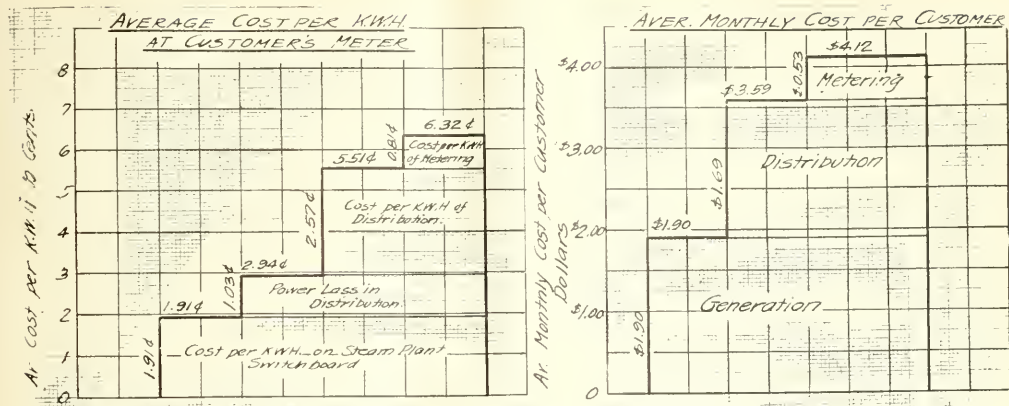 AVERAGE COST PER K.W.H.
AT CUSTOMER'S METER
8
7
6
5
4
3
2
1
0
Av. Cost per K.W.H. in Cents.
1.91¢
1.91¢
1.03¢
2.94¢
2.57¢
5.51¢
0.81¢
6.32¢
Cost per KWH
of Metering
Cost per K.W.H of
Distribution.
Power Loss in
Distribution.
Cost per KWH. on Steam Plant
Switchboard
AVER. MONTHLY COST PER CUSTOMER
$4.00
$3.00
$2.00
$1.00
0
Av. Monthly Cost per Customer
Dollars
$1.90
$1.90
$1.69
$3.59
$0.53
$4.12
Metering
Distribution
Generation